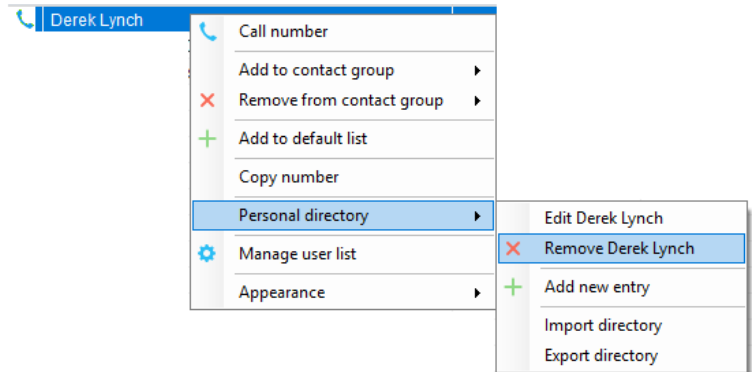 Derek Lynch
Call number
Add to contact group
Remove from contact group
Add to default list
Copy number
Personal directory
Manage user list
Appearance
Edit Derek Lynch
Remove Derek Lynch
Add new entry
Import directory
Export directory